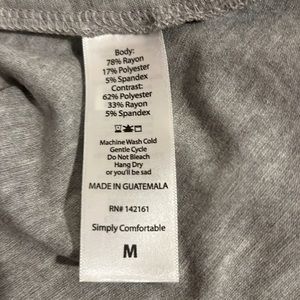 Body:
78% Rayon
17% Polyester
5% Spandex
Contrast:
62% Polyester
33% Rayon
5% Spandex
Machine Wash Cold
Gentle Cycle
Do Not Bleach
Hang Dry
or you'll be sad
MADE IN GUATEMALA
RN# 142161
Simply Comfortable
M